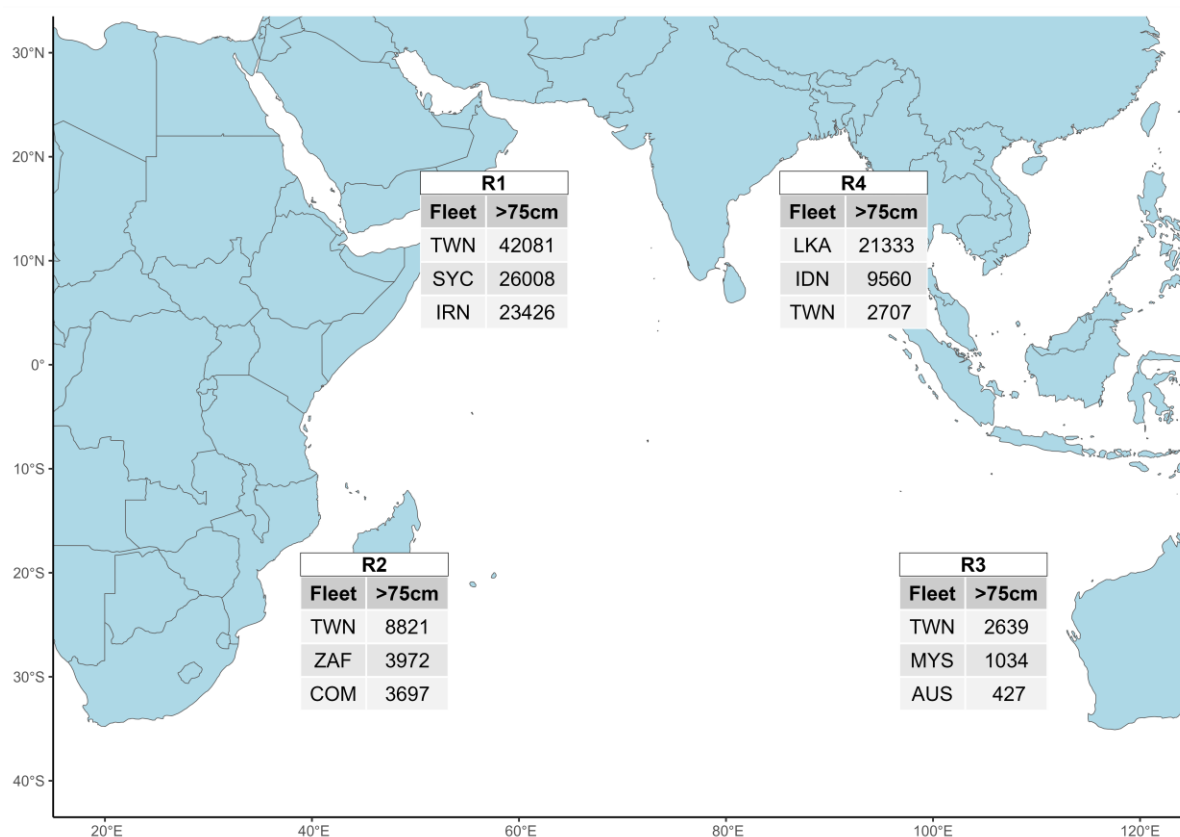 30°N
20°N
10°N
0°
10°S
20°S
30°S
40°S
20°E
40°E
60°E
80°E
100°E
120°E
R1
Fleet >75cm
TWN 42081
SYC 26008
IRN 23426
R4
Fleet >75cm
LKA 21333
IDN 9560
TWN 2707
R2
Fleet >75cm
TWN 8821
ZAF 3972
COM 3697
R3
Fleet >75cm
TWN 2639
MYS 1034
AUS 427